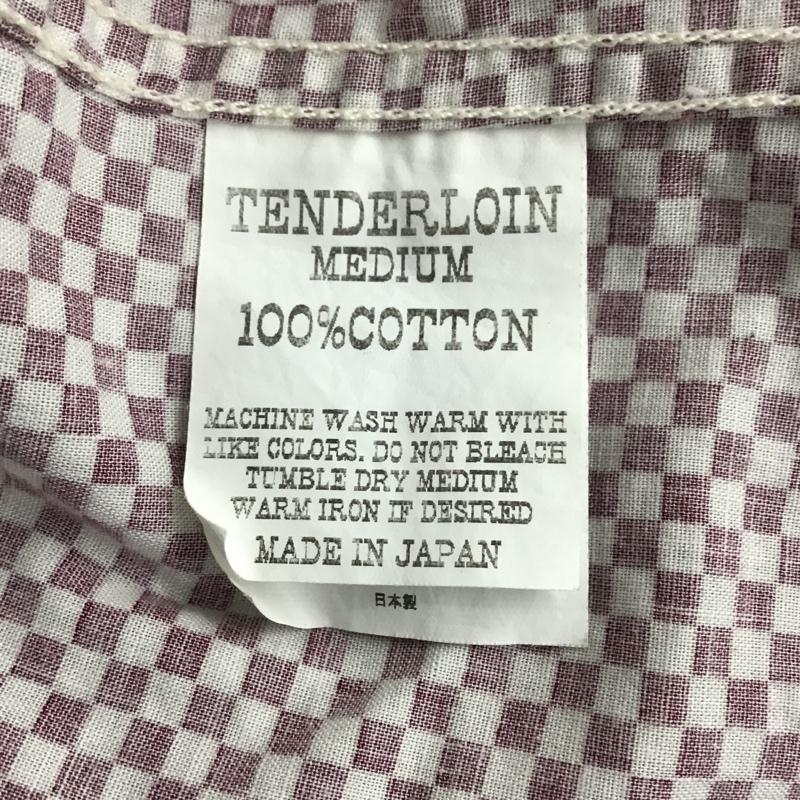 TENDERLOIN
MEDIUM
100%COTTON
MACHINE WASH WARM WITH
LIKE COLORS. DO NOT BLEACH
TUMBLE DRY MEDIUM
WARM IRON IF DESIRED
MADE IN JAPAN
日本製